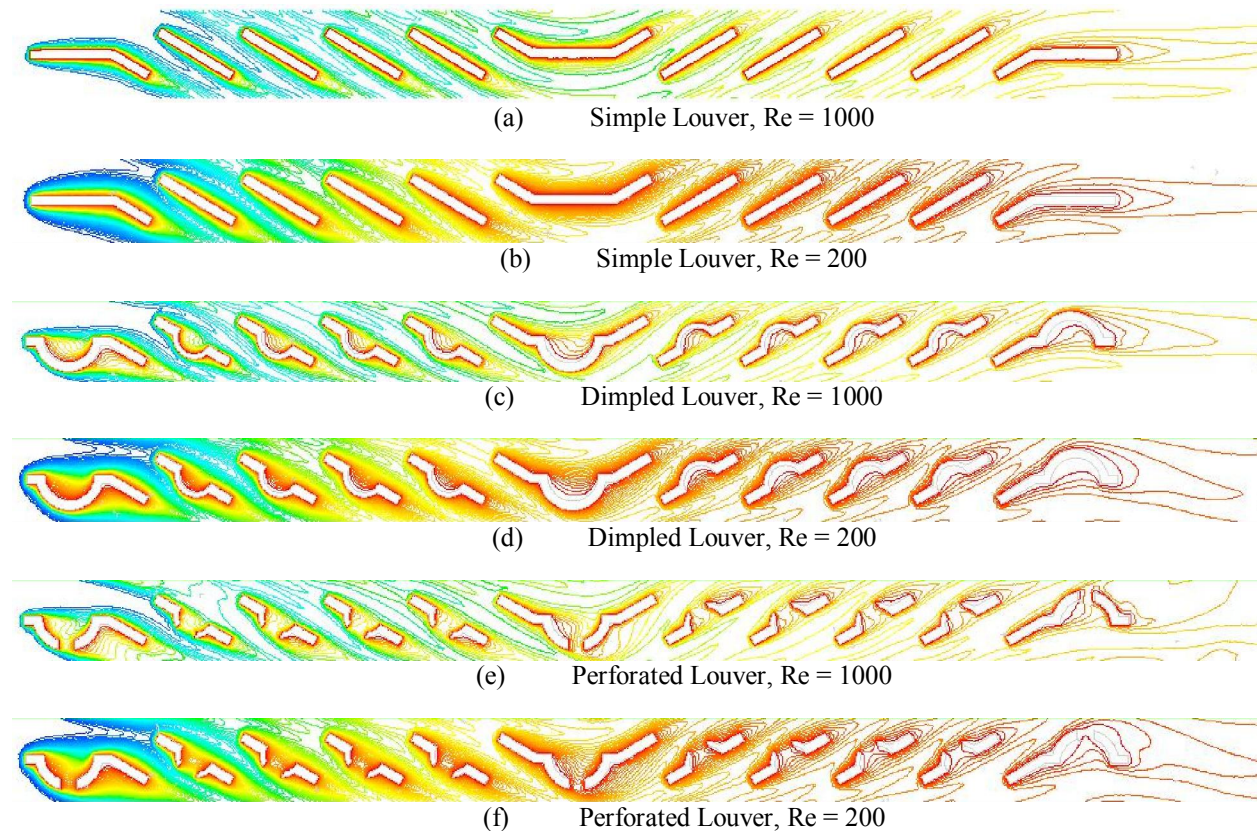 (a) Simple Louver, Re = 1000
(b) Simple Louver, Re = 200
(c) Dimpled Louver, Re = 1000
(d) Dimpled Louver, Re = 200
(e) Perforated Louver, Re = 1000
(f) Perforated Louver, Re = 200